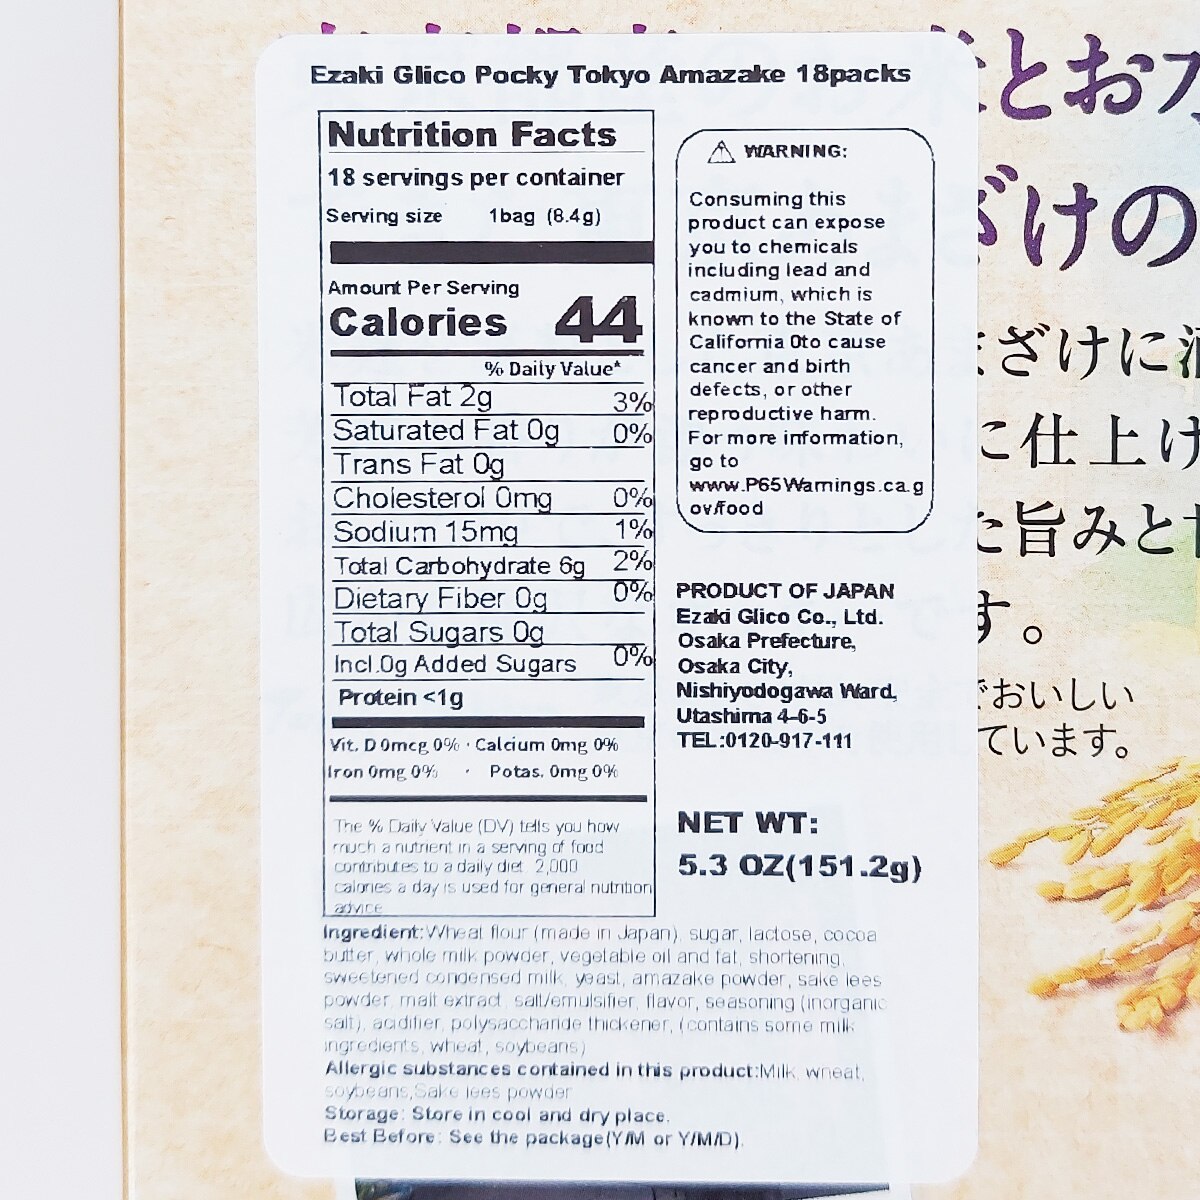 Ezaki Glico Pocky Tokyo Amazake 18packs
Nutrition Facts
18 servings per container
Serving size 1bag (8.4g)
Amount Per Serving
Calories 44
% Daily Value*
Total Fat 2g 3%
Saturated Fat 0g 0%
Trans Fat 0g
Cholesterol 0mg 0%
Sodium 15mg 1%
Total Carbohydrate 6g 2%
Dietary Fiber 0g 0%
Total Sugars 0g
Incl.0g Added Sugars 0%
Protein <1g
Vit. D 0mcg 0% · Calcium 0mg 0%
Iron 0mg 0% · Potas. 0mg 0%
The % Daily Value (DV) tells you how
much a nutrient in a serving of food
contributes to a daily diet. 2,000
calories a day is used for general nutrition
advice
⚠ WARNING:
Consuming this
product can expose
you to chemicals
including lead and
cadmium, which is
known to the State of
California 0to cause
cancer and birth
defects, or other
reproductive harm.
For more information,
go to
www.P65Warnings.ca.g
ov/food
PRODUCT OF JAPAN
Ezaki Glico Co., Ltd.
Osaka Prefecture,
Osaka City,
Nishiyodogawa Ward,
Utashima 4-6-5
TEL:0120-917-111
NET WT:
5.3 OZ(151.2g)
Ingredient:Wheat flour (made in Japan), sugar, lactose, cocoa
butter, whole milk powder, vegetable oil and fat, shortening,
sweetened condensed milk, yeast, amazake powder, sake lees
powder, malt extract, salt/emulsifier, flavor, seasoning (inorganic
salt), acidifier, polysaccharide thickener, (contains some milk
ingredients, wheat, soybeans)
Allergic substances contained in this product:Milk, wheat,
soybeans,Sake lees powder
Storage: Store in cool and dry place.
Best Before: See the package(Y/M or Y/M/D).
とお
けの
ざけに
に仕上げ
た旨みと
す。
でおいしい
ています。